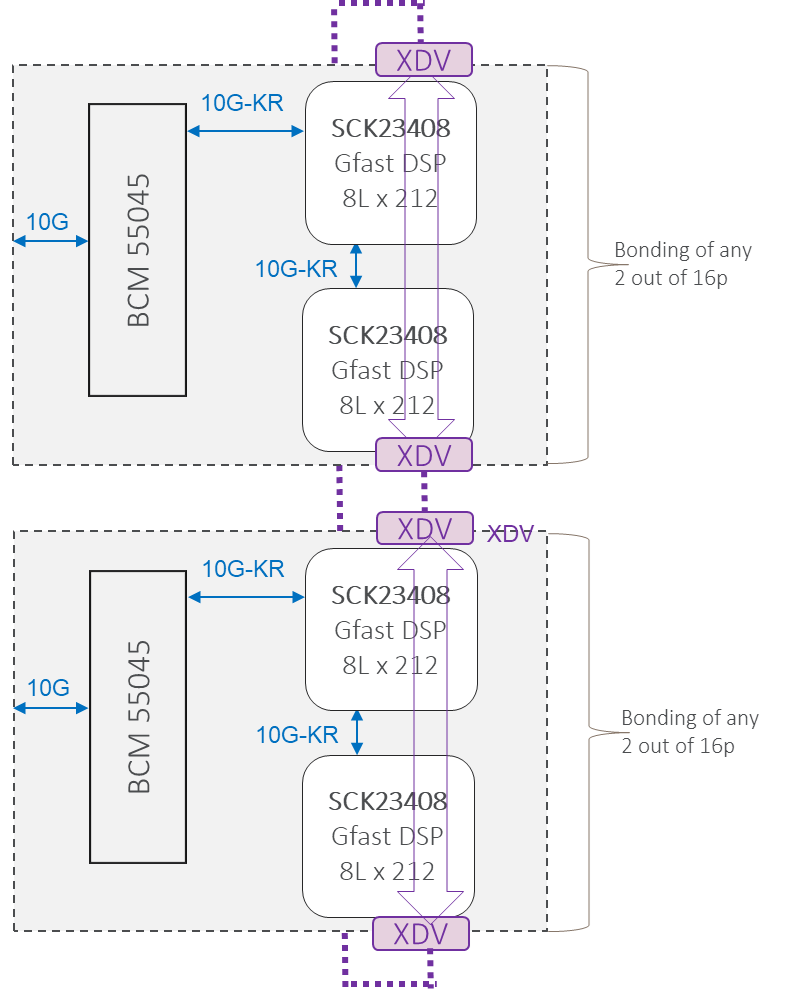 XDV
10G-KR
SCK23408
Gfast DSP
8L x 212
BCM 55045
10G
10G-KR
Bonding of any
2 out of 16p
SCK23408
Gfast DSP
8L x 212
XDV
XDV
XDV
10G-KR
SCK23408
Gfast DSP
8L x 212
BCM 55045
10G
10G-KR
Bonding of any
2 out of 16p
SCK23408
Gfast DSP
8L x 212
XDV